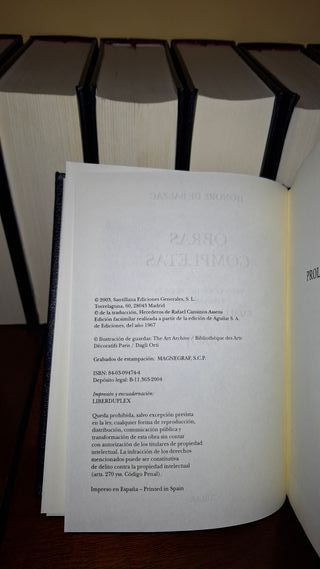 HONORÉ DE BALZAC
OBRAS
COMPLETAS
© 2003, Santillana Ediciones Generales, S. L.
Torrelaguna, 60, 28043 Madrid
© de la traducción, Herederos de Rafael Cansinos Assens
Edición facsimilar realizada a partir de la edición de Aguilar S. A.
de Ediciones, del año 1967
© Ilustración de guardas: The Art Archive / Bibliothèque des Arts
Décoratifs Paris / Dagli Orti
Grabados de estampación: MAGNEGRAF, S.C.P.
ISBN: 84-03-09474-4
Depósito legal: B-11.363-2004
Impresión y encuadernación:
LIBERDUPLEX
Queda prohibida, salvo excepción prevista
en la ley, cualquier forma de reproducción,
distribución, comunicación pública y
transformación de esta obra sin contar
con autorización de los titulares de propiedad
intelectual. La infracción de los derechos
mencionados puede ser constitutiva
de delito contra la propiedad intelectual
(arts. 270 yss. Código Penal).
Impreso en España – Printed in Spain
PROL